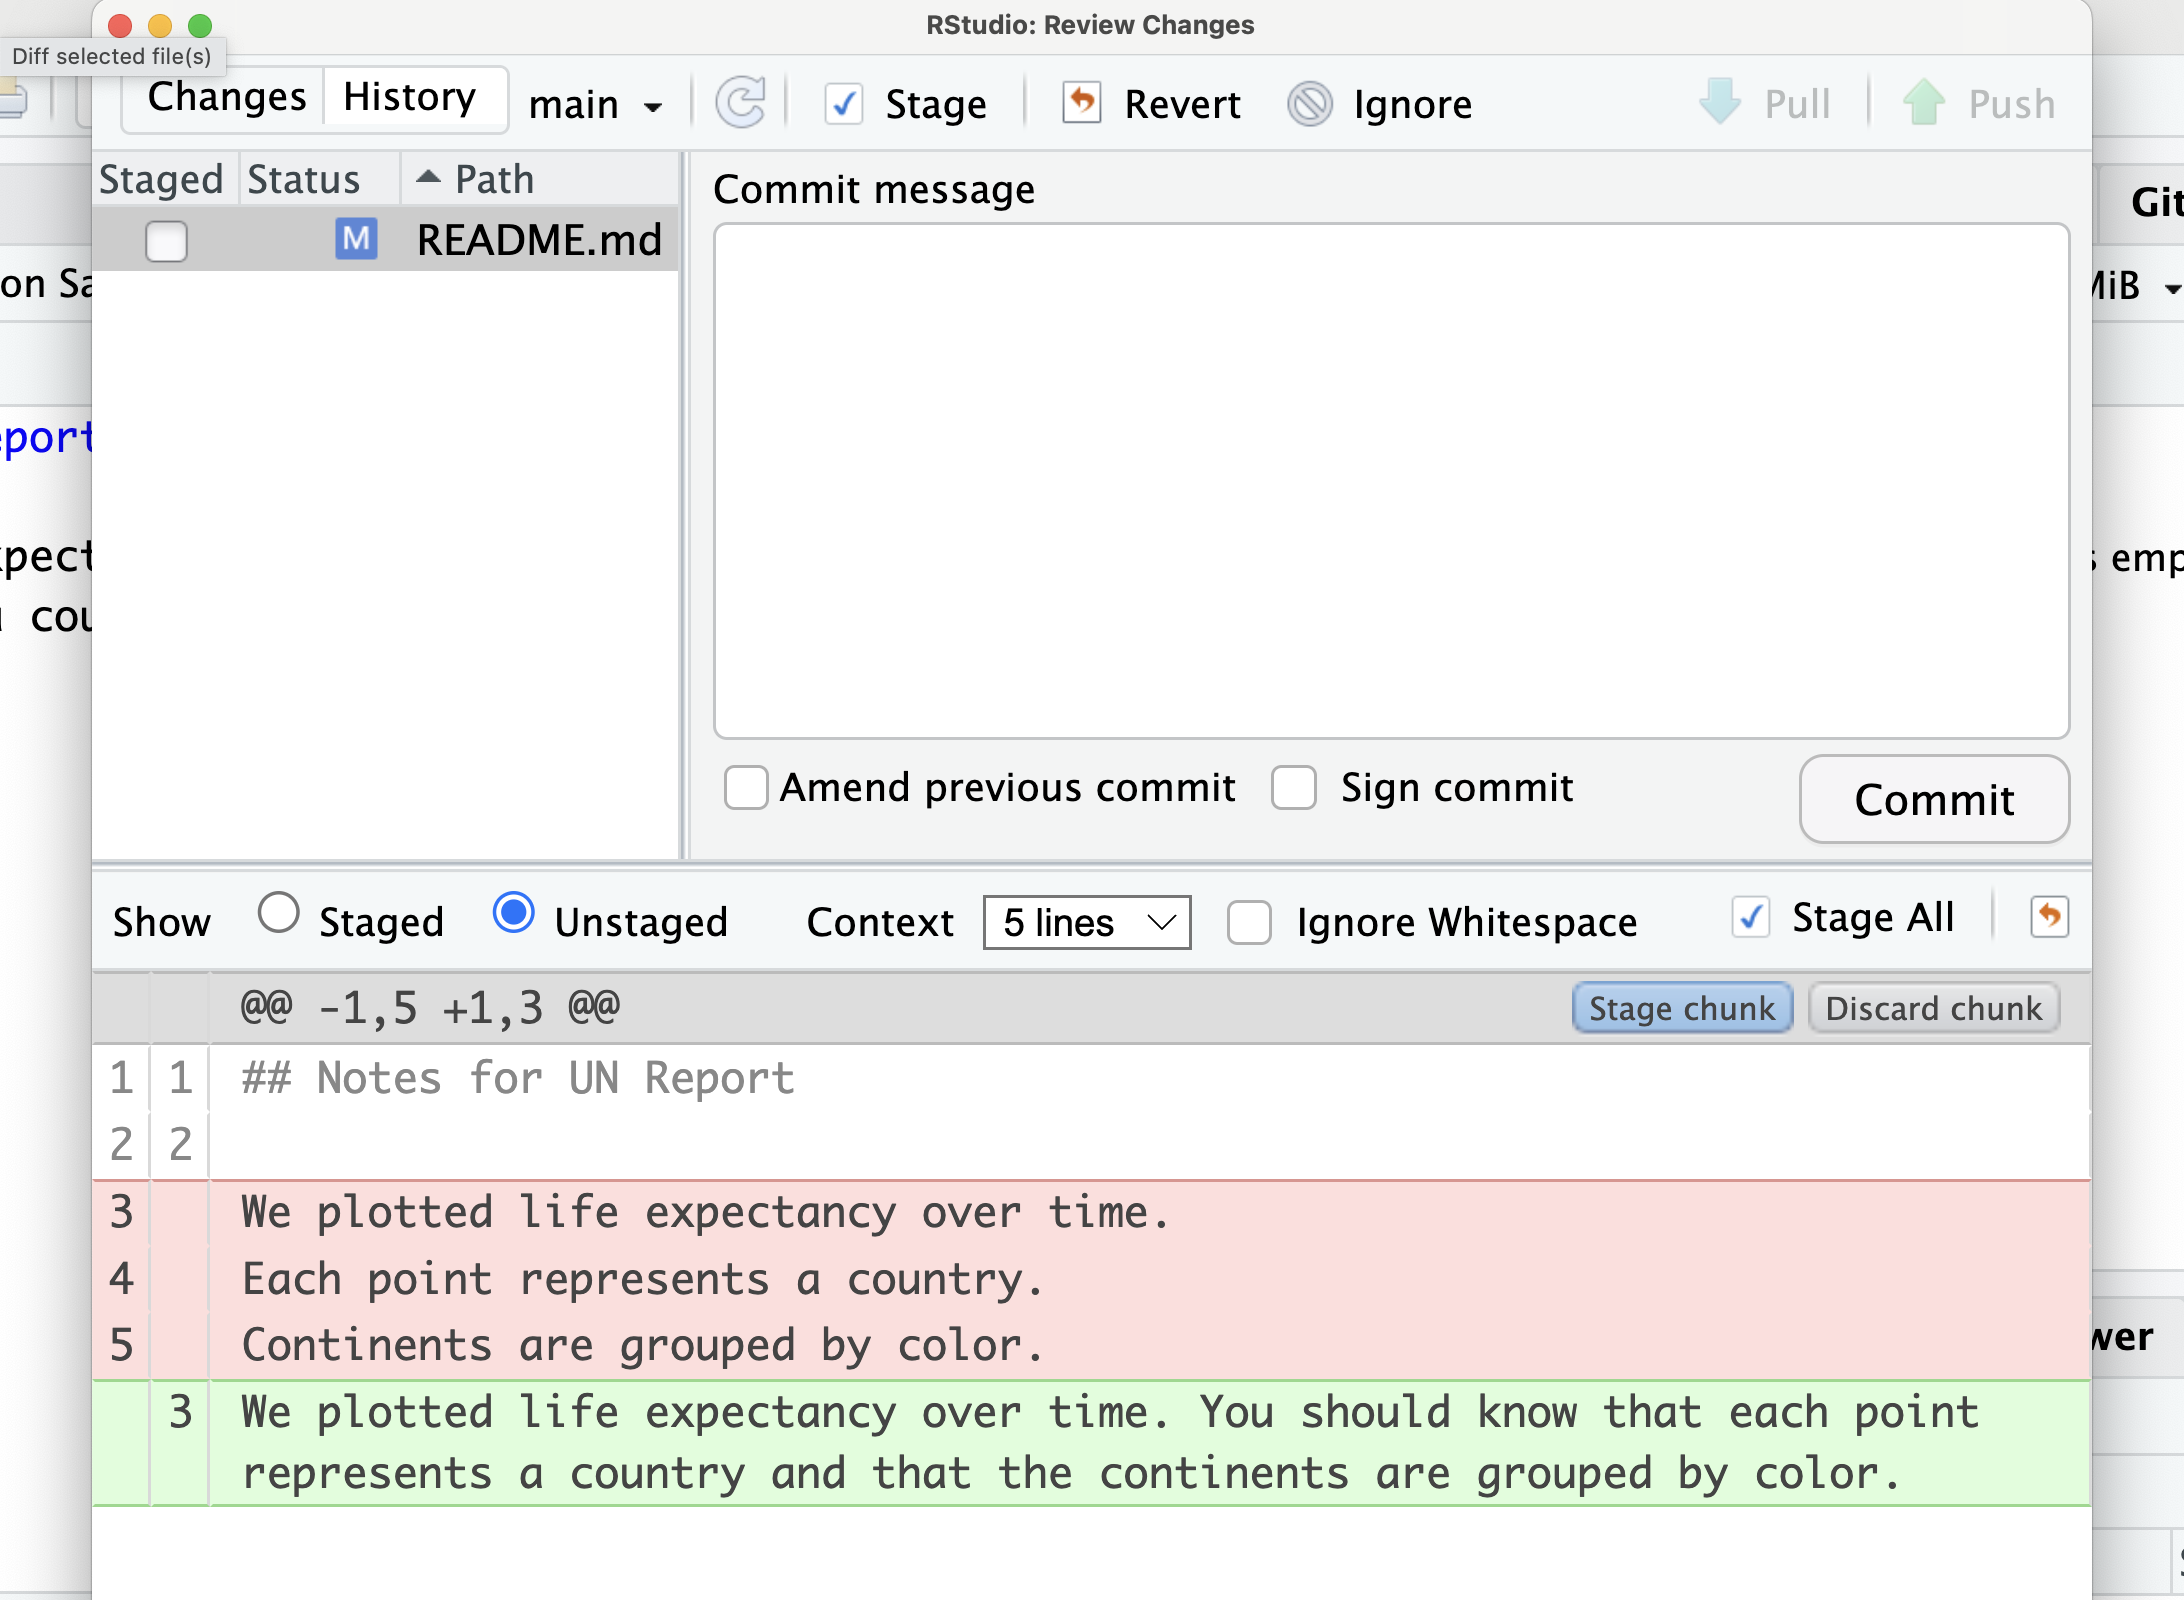 RStudio: Review Changes
Diff selected file(s)
Changes History main Stage Revert Ignore Pull Push
Staged Status Path
M README.md
Commit message
Git
on Sa
MiB
port
xpect
s emp
cou
Amend previous commit Sign commit Commit
Show Staged Unstaged Context 5 lines Ignore Whitespace Stage All
@@ -1,5 +1,3 @@ Stage chunk Discard chunk
1 1 ## Notes for UN Report
2 2
3 We plotted life expectancy over time.
4 Each point represents a country.
5 Continents are grouped by color.
wer
3 We plotted life expectancy over time. You should know that each point
represents a country and that the continents are grouped by color.